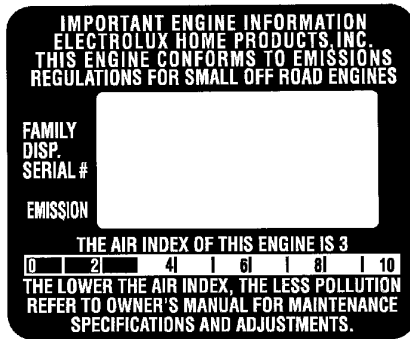 IMPORTANT ENGINE INFORMATION
ELECTROLUX HOME PRODUCTS, INC.
THIS ENGINE CONFORMS TO EMISSIONS
REGULATIONS FOR SMALL OFF ROAD ENGINES
FAMILY
DISP.
SERIAL #
EMISSION
THE AIR INDEX OF THIS ENGINE IS 3
0 2 4 6 8 10
THE LOWER THE AIR INDEX, THE LESS POLLUTION
REFER TO OWNER'S MANUAL FOR MAINTENANCE
SPECIFICATIONS AND ADJUSTMENTS.